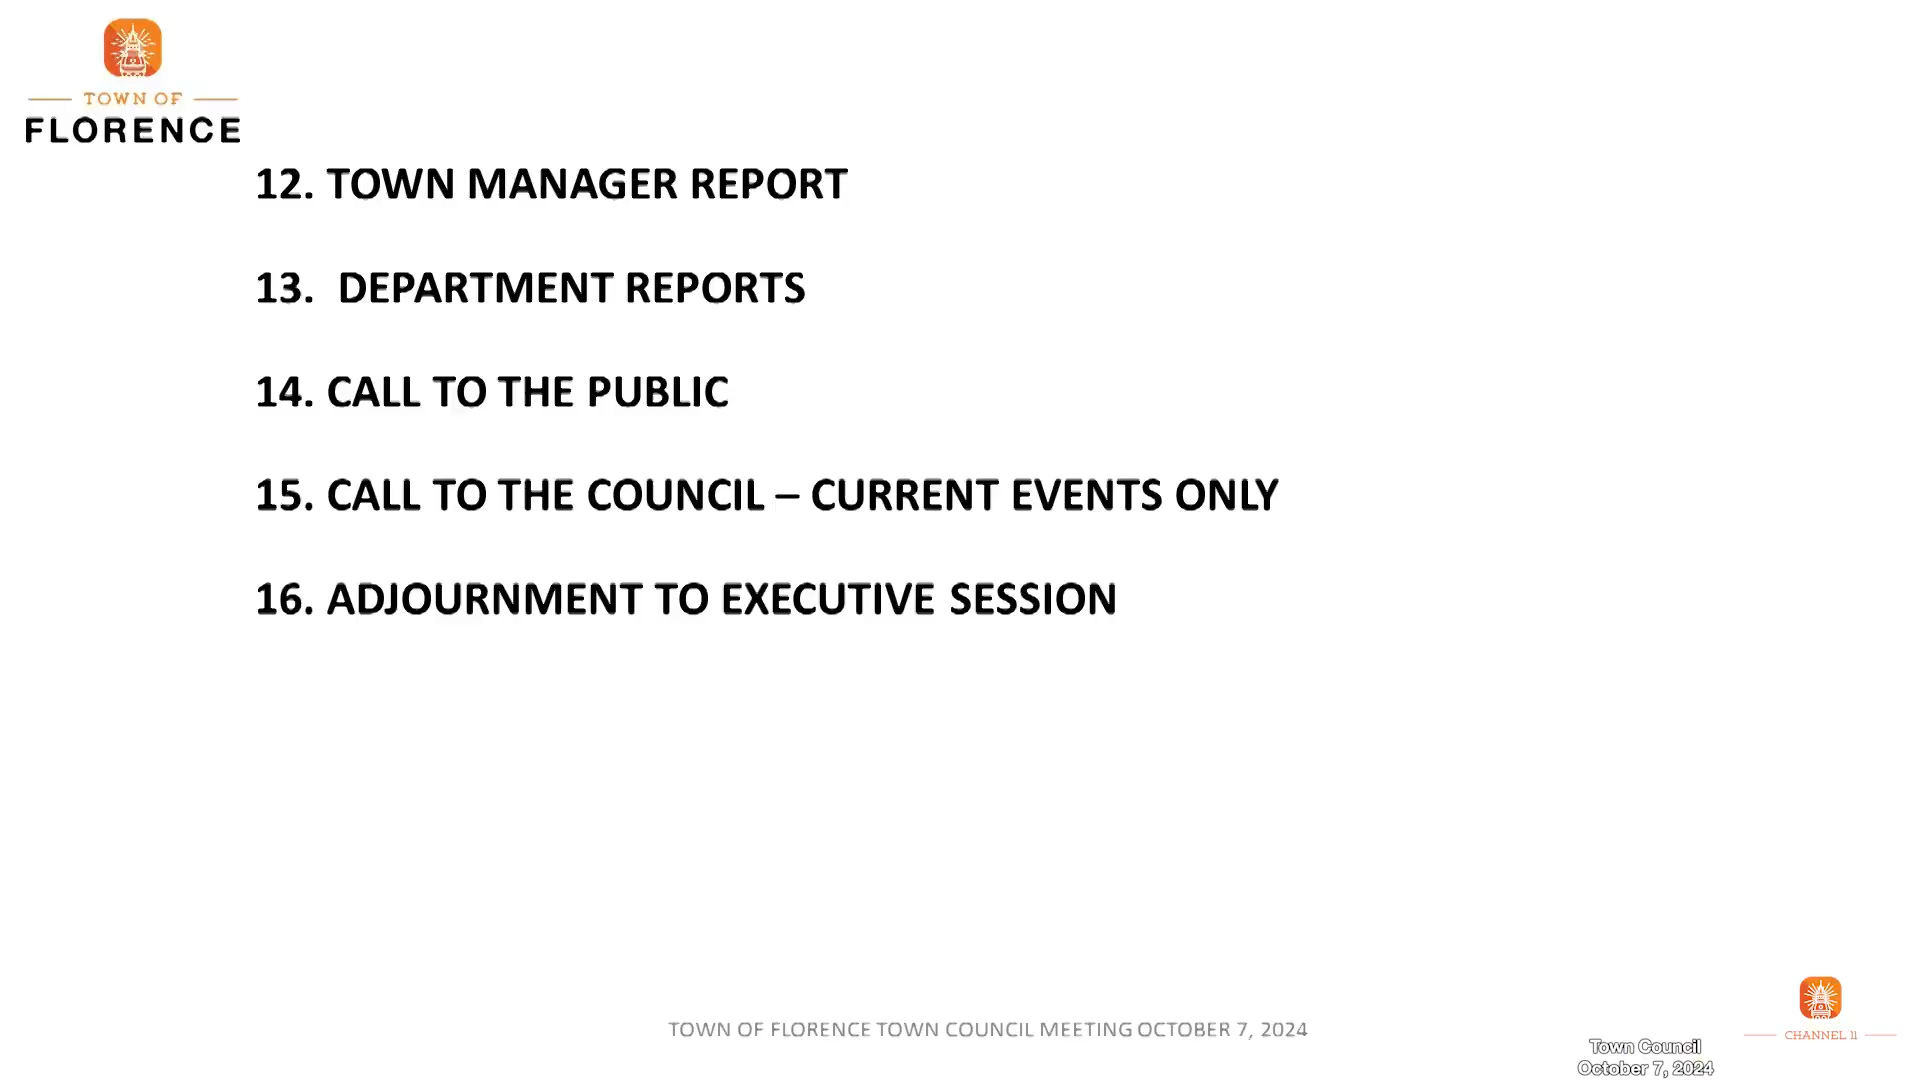 TOWN OF
FLORENCE
12. TOWN MANAGER REPORT
13. DEPARTMENT REPORTS
14. CALL TO THE PUBLIC
15. CALL TO THE COUNCIL – CURRENT EVENTS ONLY
16. ADJOURNMENT TO EXECUTIVE SESSION
TOWN OF FLORENCE TOWN COUNCIL MEETING OCTOBER 7, 2024
CHANNEL 11
Town Council
October 7, 2024